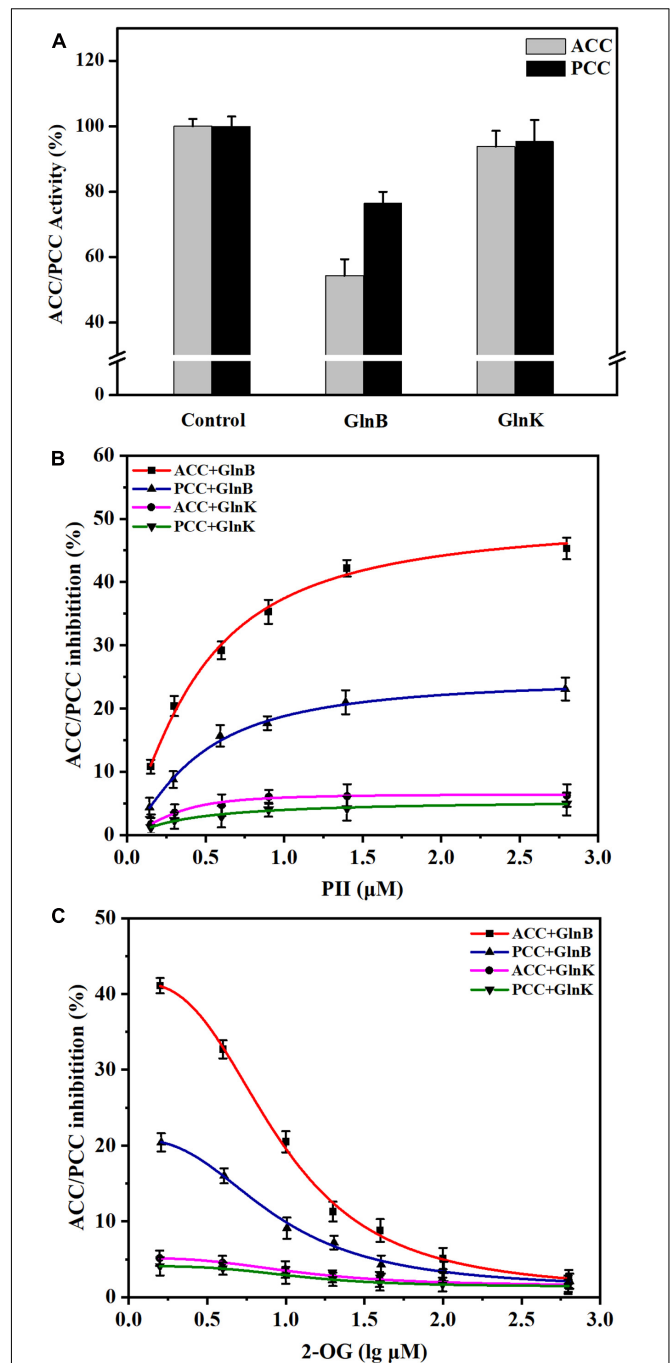 A
ACC
PCC
ACC/PCC Activity (%)
120
100
80
60
40
0
Control GlnB GlnK
B
ACC+GlnB
PCC+GlnB
ACC+GlnK
PCC+GlnK
ACC/PCC inhibitition (%)
60
50
40
30
20
10
0
0.0 0.5 1.0 1.5 2.0 2.5 3.0
PII (μM)
C
ACC+GlnB
PCC+GlnB
ACC+GlnK
PCC+GlnK
ACC/PCC inhibitition (%)
50
40
30
20
10
0
0.0 0.5 1.0 1.5 2.0 2.5 3.0
2-OG (lg μM)